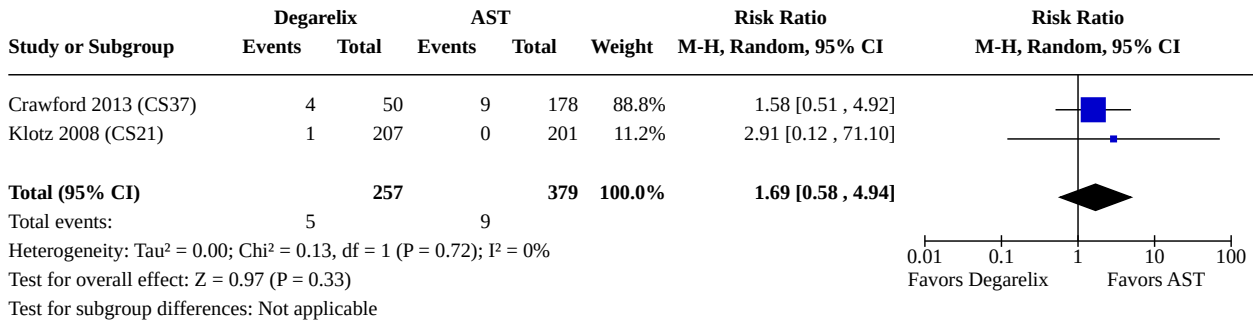 Degarelix AST Risk Ratio Risk Ratio
Study or Subgroup Events Total Events Total Weight M-H, Random, 95% CI M-H, Random, 95% CI
Crawford 2013 (CS37) 4 50 9 178 88.8% 1.58 [0.51 , 4.92]
Klotz 2008 (CS21) 1 207 0 201 11.2% 2.91 [0.12 , 71.10]
Total (95% CI) 257 379 100.0% 1.69 [0.58 , 4.94]
Total events: 5 9
Heterogeneity: Tau² = 0.00; Chi² = 0.13, df = 1 (P = 0.72); I² = 0%
Test for overall effect: Z = 0.97 (P = 0.33)
Test for subgroup differences: Not applicable
0.01 0.1 1 10 100
Favors Degarelix Favors AST